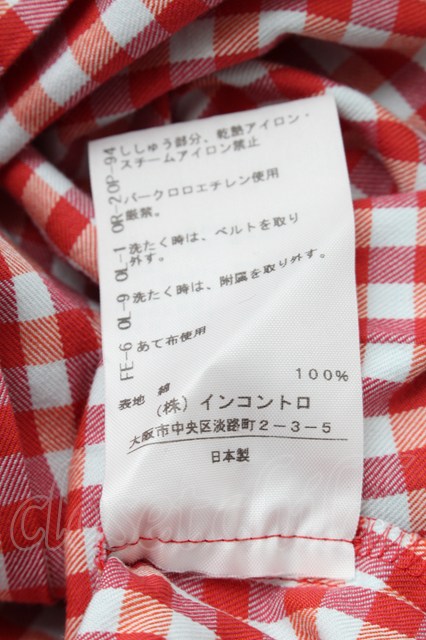 OP-94 ししゅう部分、乾熱アイロン・
スチームアイロン禁止
OR-2 パークロロエチレン使用
厳禁。
OL-1 洗たく時は、ベルトを取り
外す。
OL-9 洗たく時は、附属を取り外す。
FE-6 あて布使用
表地 綿 100%
(株) インコントロ
大阪市中央区淡路町2-3-5
日本製